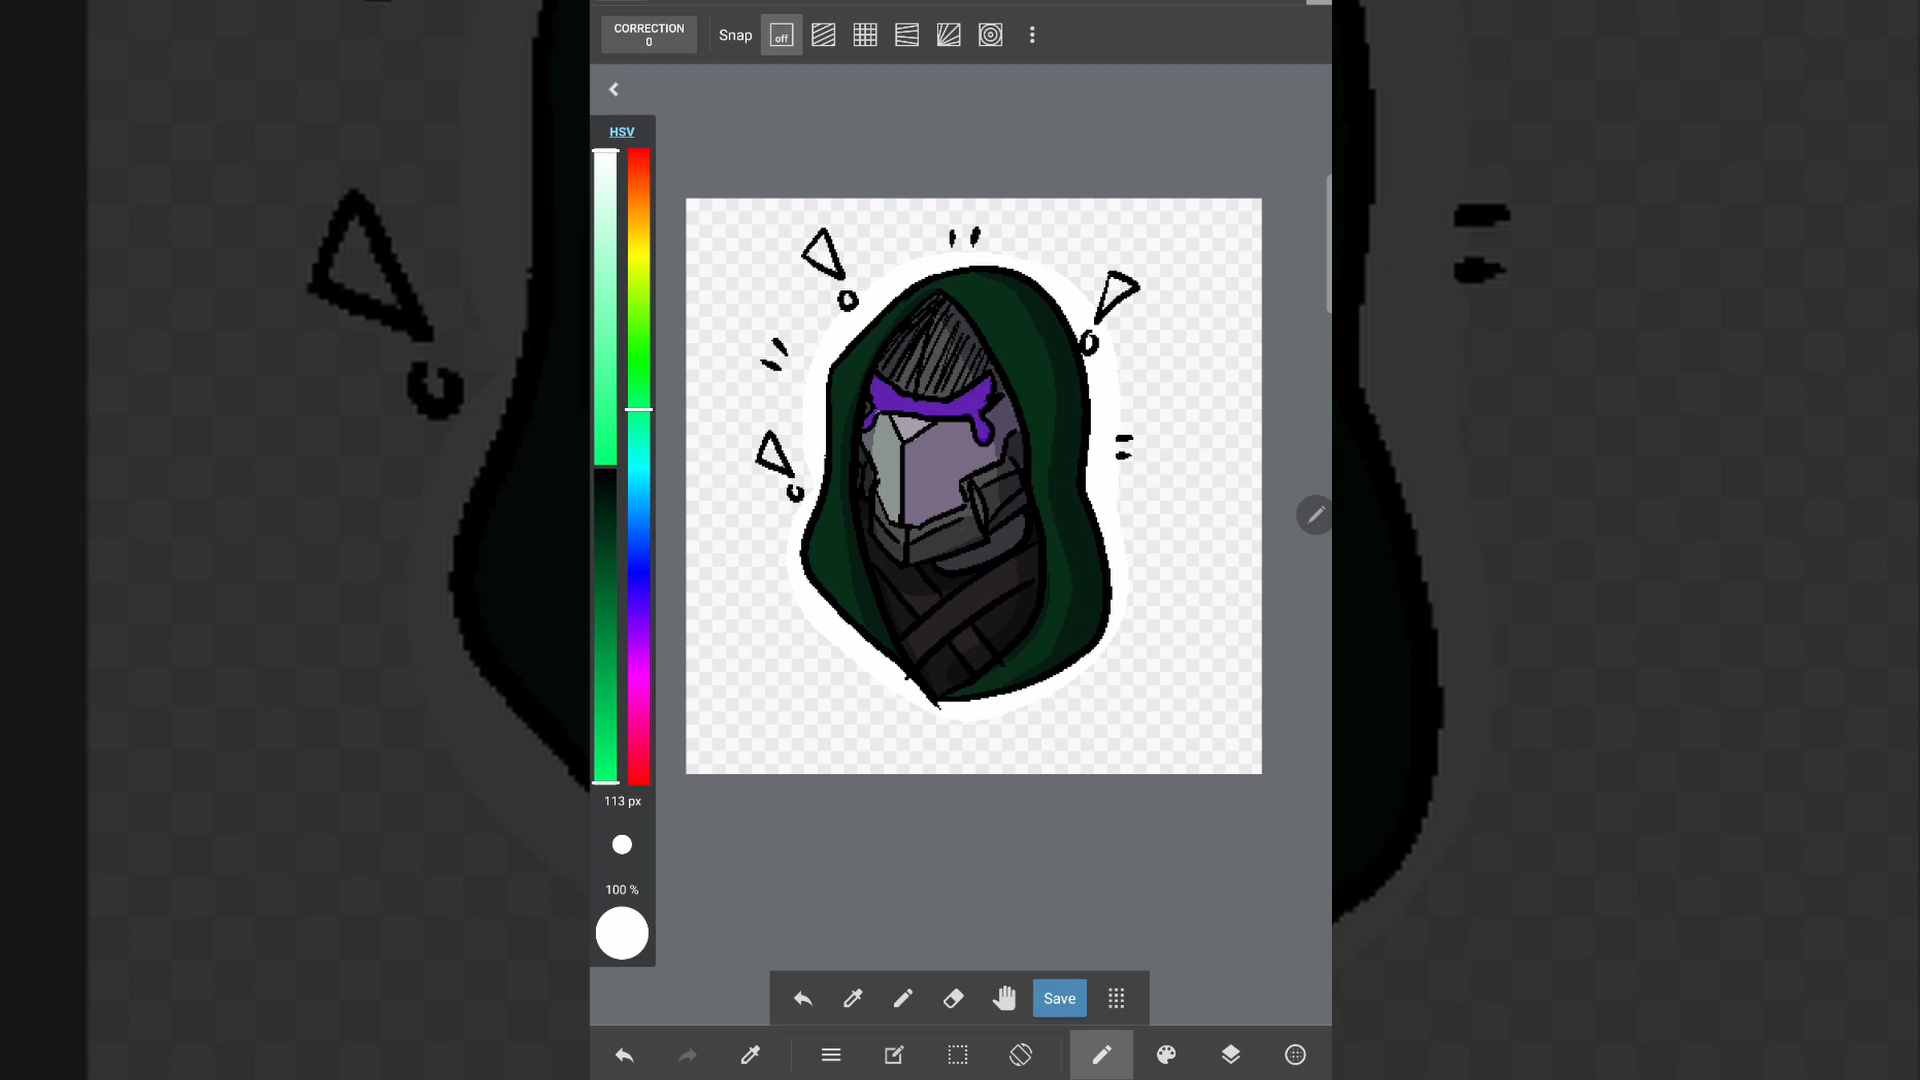 CORRECTION
0
Snap
off
HSV
113 px
100 %
Save